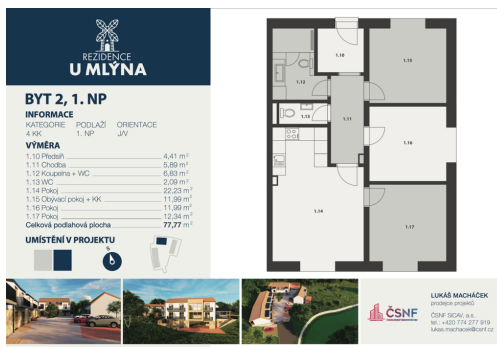 REZIDENCE
U MLÝNA
BYT 2, 1. NP
INFORMACE
KATEGORIE PODLAŽÍ ORIENTACE
4 KK 1. NP J/V
VÝMĚRA
1.10 Předsíň 4,41 m²
1.11 Chodba 5,89 m²
1.12 Koupelna + WC 6,83 m²
1.13 WC 2,09 m²
1.14 Pokoj 22,23 m²
1.15 Obývací pokoj + KK 11,99 m²
1.16 Pokoj 11,99 m²
1.17 Pokoj 12,34 m²
Celková podlahová plocha 77,77 m²
UMÍSTĚNÍ V PROJEKTU
S
1.10
1.15
1.12
1.13
1.11
1.16
1.14
1.17
ČSNF
LUKÁŠ MACHÁČEK
prodejce projektů
ČSNF SICAV, a.s.
tel.: +420 774 277 919
lukas.machacek@csnf.cz